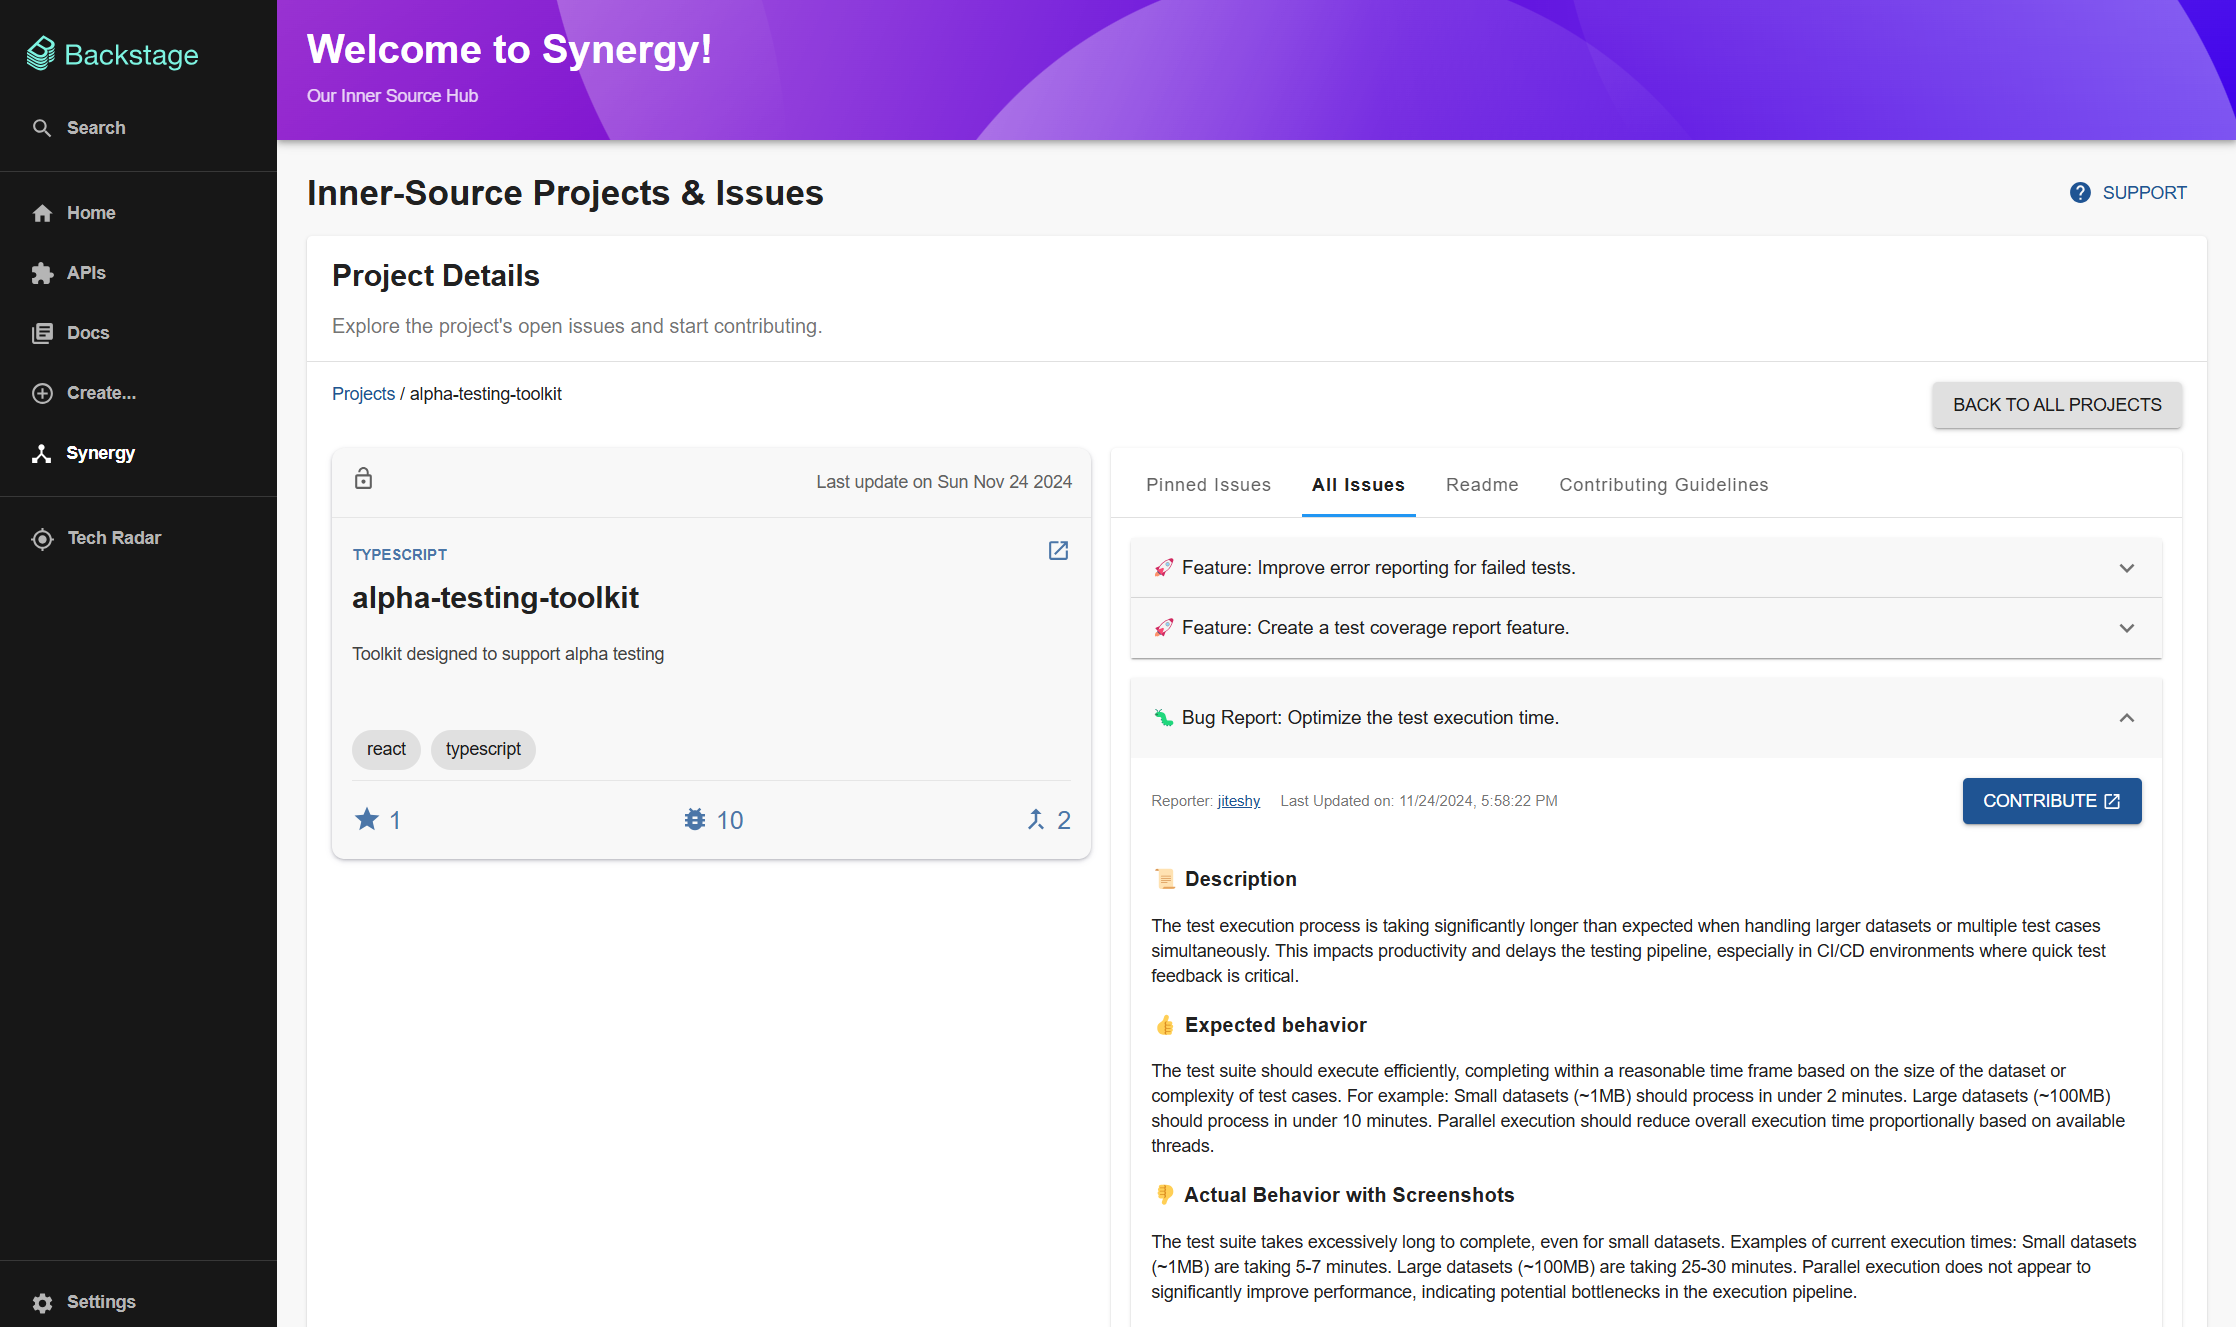 Backstage
Search
Home
APIs
Docs
Create...
Synergy
Tech Radar
Settings
Welcome to Synergy!
Our Inner Source Hub
Inner-Source Projects & Issues
SUPPORT
Project Details
Explore the project's open issues and start contributing.
Projects / alpha-testing-toolkit
BACK TO ALL PROJECTS
Last update on Sun Nov 24 2024
TYPESCRIPT
alpha-testing-toolkit
Toolkit designed to support alpha testing
react typescript
1 10 2
Pinned Issues All Issues Readme Contributing Guidelines
🚀 Feature: Improve error reporting for failed tests.
🚀 Feature: Create a test coverage report feature.
🐛 Bug Report: Optimize the test execution time.
Reporter: jiteshy Last Updated on: 11/24/2024, 5:58:22 PM
CONTRIBUTE
📜 Description
The test execution process is taking significantly longer than expected when handling larger datasets or multiple test cases
simultaneously. This impacts productivity and delays the testing pipeline, especially in CI/CD environments where quick test
feedback is critical.
👍 Expected behavior
The test suite should execute efficiently, completing within a reasonable time frame based on the size of the dataset or
complexity of test cases. For example: Small datasets (~1MB) should process in under 2 minutes. Large datasets (~100MB)
should process in under 10 minutes. Parallel execution should reduce overall execution time proportionally based on available
threads.
👎 Actual Behavior with Screenshots
The test suite takes excessively long to complete, even for small datasets. Examples of current execution times: Small datasets
(~1MB) are taking 5-7 minutes. Large datasets (~100MB) are taking 25-30 minutes. Parallel execution does not appear to
significantly improve performance, indicating potential bottlenecks in the execution pipeline.